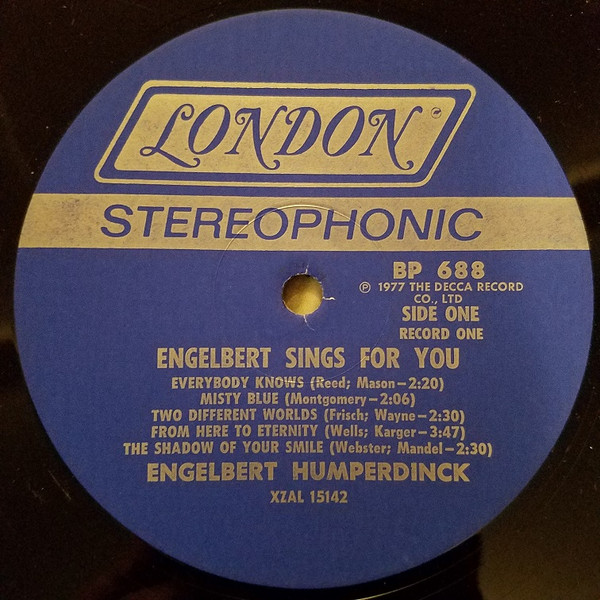 LONDON®
STEREOPHONIC
BP 688
℗ 1977 THE DECCA RECORD
CO., LTD
SIDE ONE
RECORD ONE
ENGELBERT SINGS FOR YOU
EVERYBODY KNOWS (Reed; Mason–2:20)
MISTY BLUE (Montgomery–2:06)
TWO DIFFERENT WORLDS (Frisch; Wayne–2:30)
FROM HERE TO ETERNITY (Wells; Karger–3:47)
THE SHADOW OF YOUR SMILE (Webster; Mandel–2:30)
ENGELBERT HUMPERDINCK
XZAL 15142